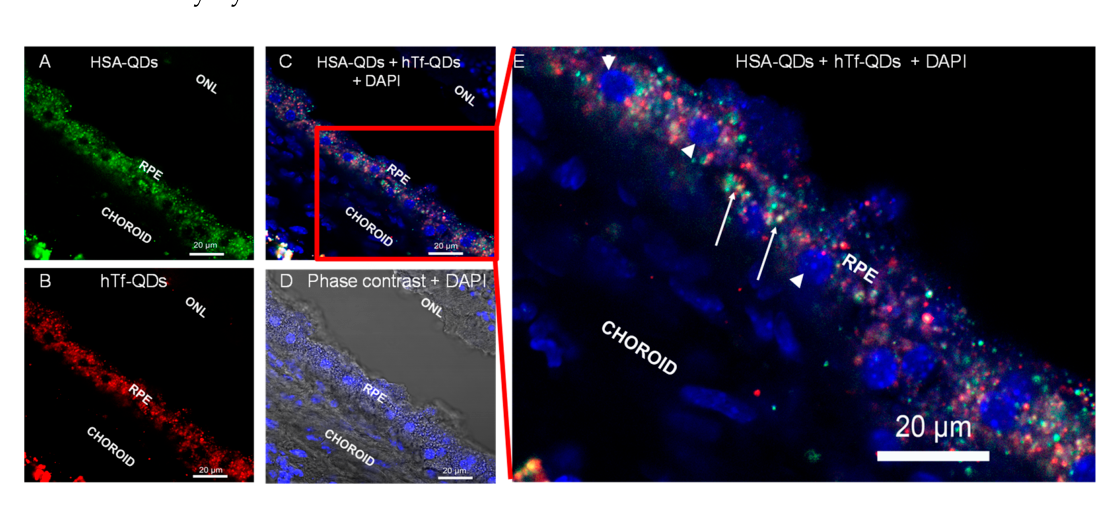 A HSA-QDs
ONL
RPE
CHOROID
20 µm
B hTf-QDs
ONL
RPE
CHOROID
20 µm
C HSA-QDs + hTf-QDs
+ DAPI
ONL
RPE
CHOROID
20 µm
D Phase contrast + DAPI
ONL
RPE
CHOROID
20 µm
E HSA-QDs + hTf-QDs + DAPI
RPE
CHOROID
20 µm